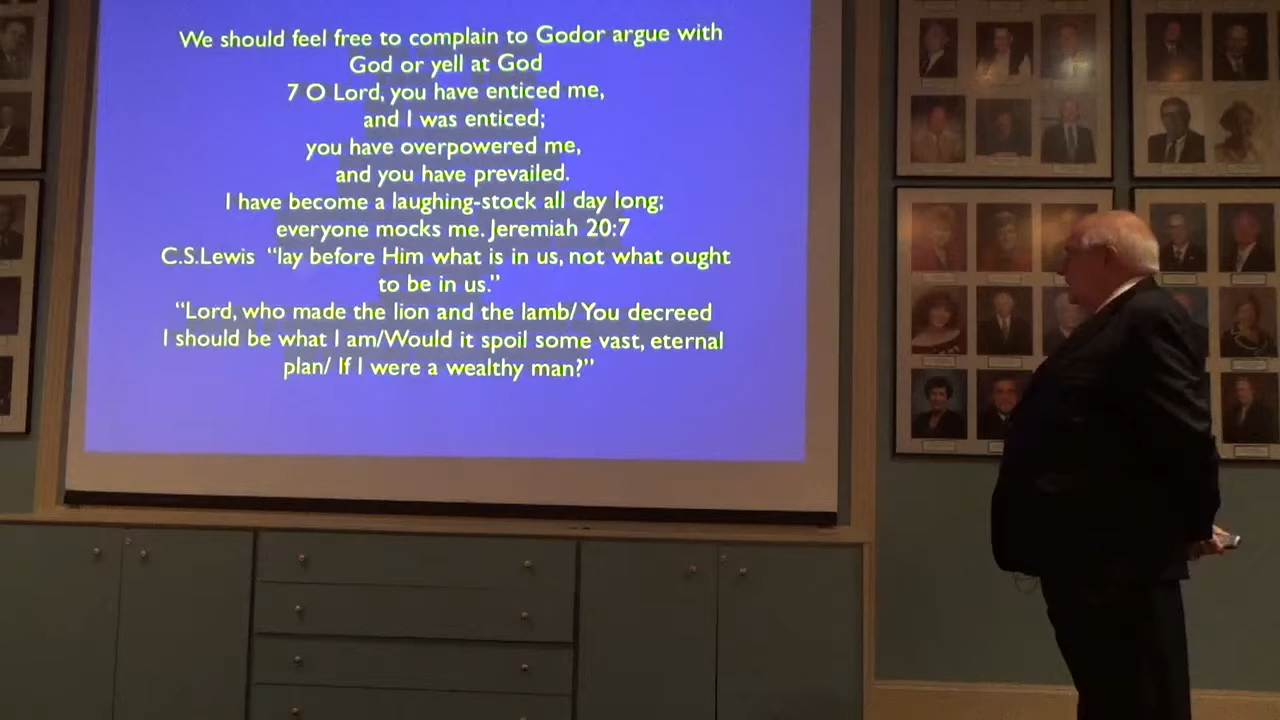 We should feel free to complain to Godor argue with
God or yell at God
7 O Lord, you have enticed me,
and I was enticed;
you have overpowered me,
and you have prevailed.
I have become a laughing-stock all day long;
everyone mocks me. Jeremiah 20:7
C.S.Lewis “lay before Him what is in us, not what ought
to be in us.”
“Lord, who made the lion and the lamb/ You decreed
I should be what I am/Would it spoil some vast, eternal
plan/ If I were a wealthy man?”